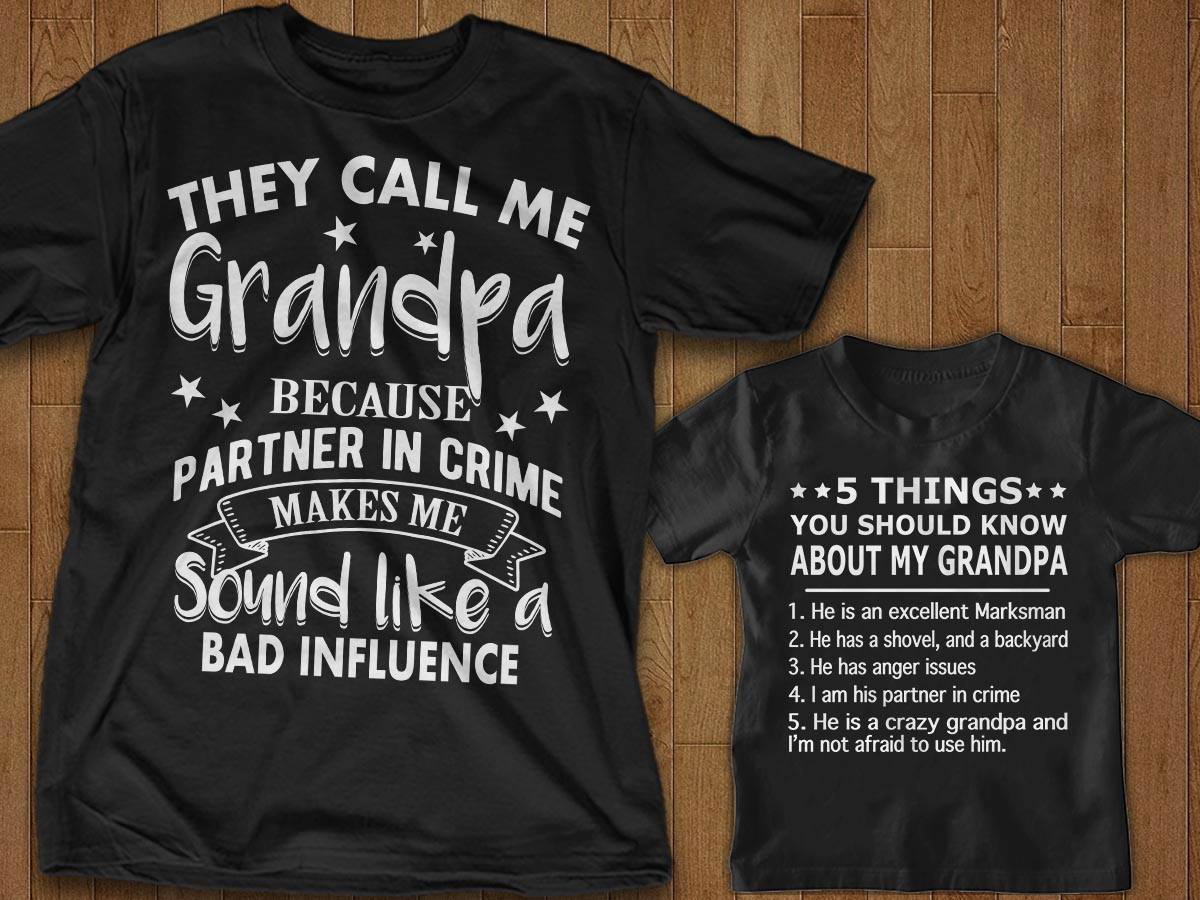 THEY CALL ME
Grandpa
BECAUSE
PARTNER IN CRIME
MAKES ME
Sound like a
BAD INFLUENCE
5 THINGS
YOU SHOULD KNOW
ABOUT MY GRANDPA
1. He is an excellent Marksman
2. He has a shovel, and a backyard
3. He has anger issues
4. I am his partner in crime
5. He is a crazy grandpa and
I'm not afraid to use him.